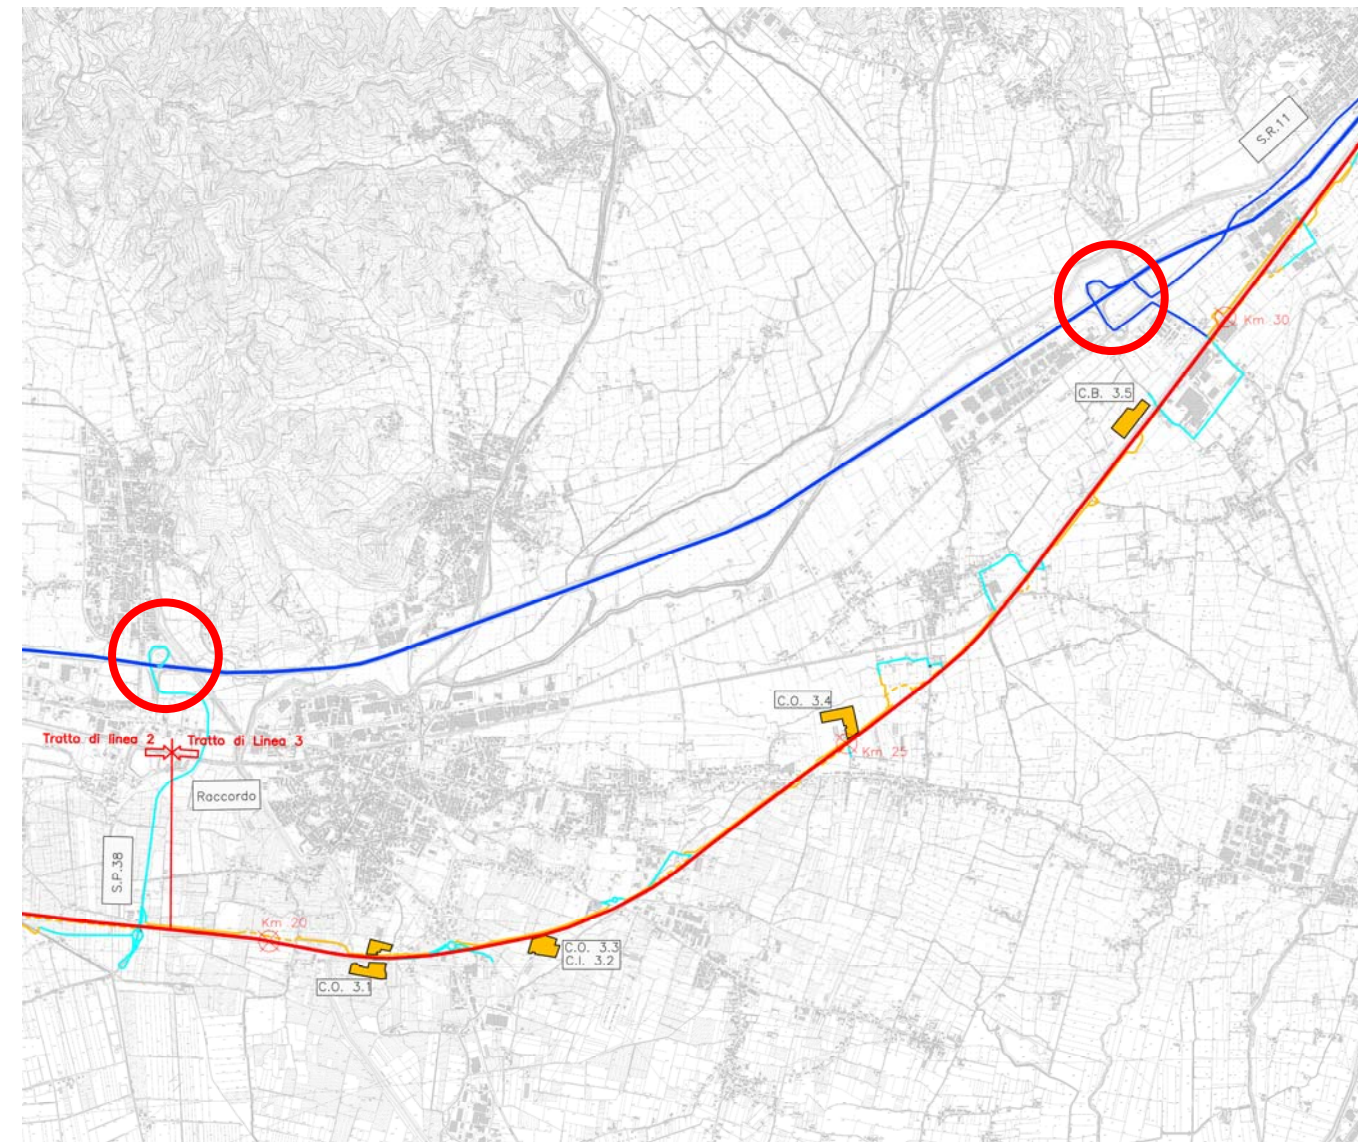 S.R.11
Km 30
C.B. 3.5
C.O. 3.4
Km 25
Tratto di linea 2
Tratto di Linea 3
Raccordo
S.P.38
Km 20
C.O. 3.3
C.I. 3.2
C.O. 3.1